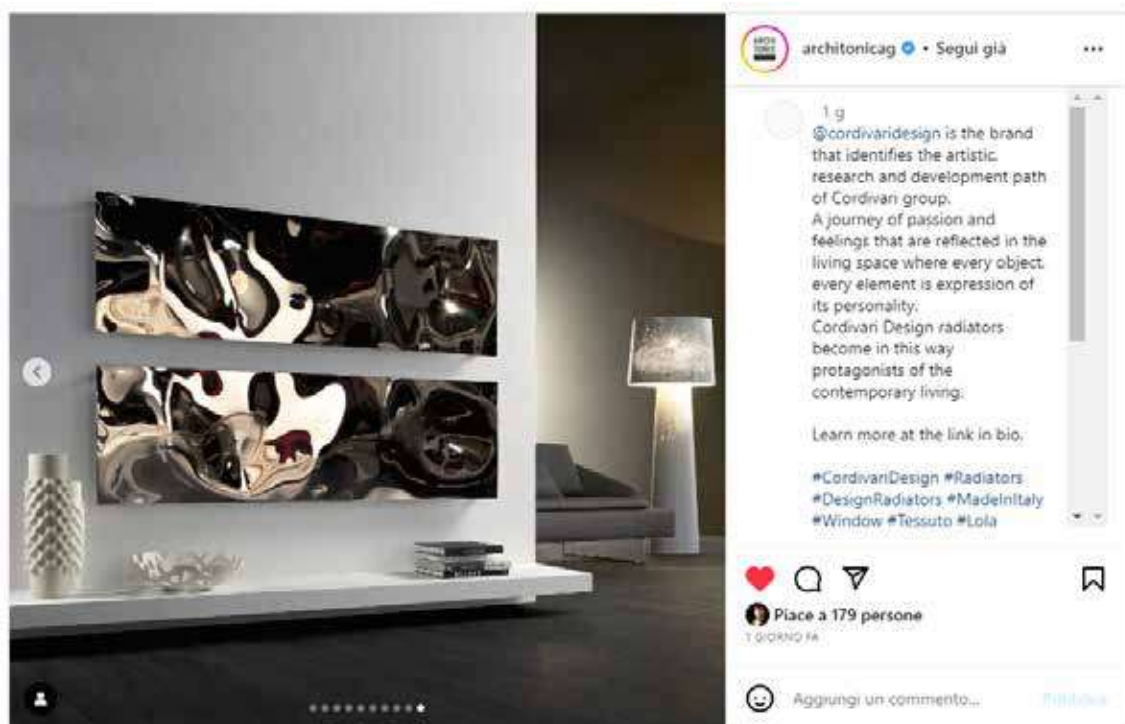 architonicag • Segui già
1 g
@cordivaridesign is the brand
that identifies the artistic,
research and development path
of Cordivari group.
A journey of passion and
feelings that are reflected in the
living space where every object,
every element is expression of
its personality.
Cordivari Design radiators
become in this way
protagonists of the
contemporary living.
Learn more at the link in bio.
#CordivariDesign #Radiators
#DesignRadiators #MadeInItaly
#Window #Tessuto #Lola
Piace a 179 persone
1 GIORNO FA
Aggiungi un commento...
Pubblica